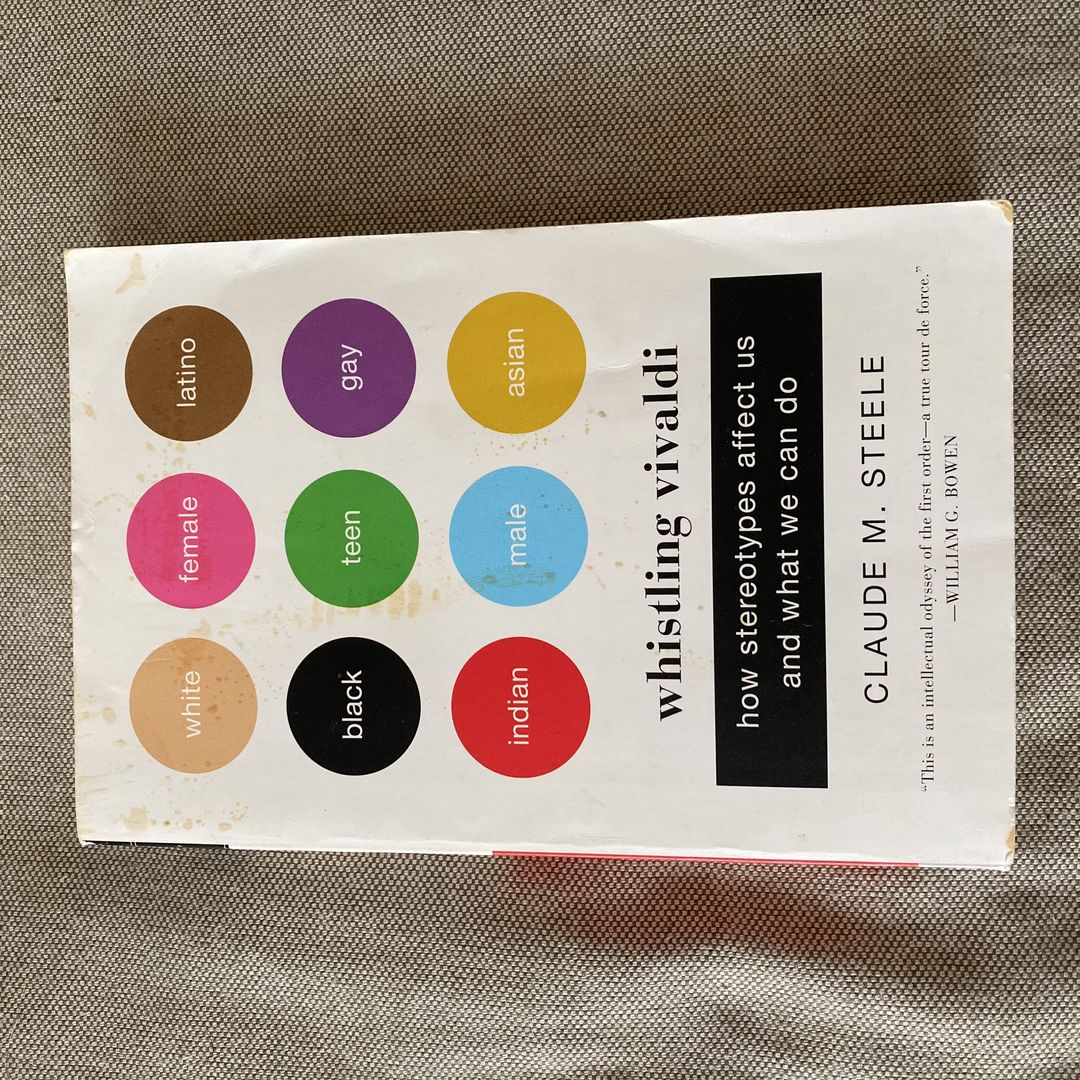 white
female
latino
black
teen
gay
indian
male
asian
whistling vivaldi
how stereotypes affect us
and what we can do
CLAUDE M. STEELE
“This is an intellectual odyssey of the first order—a true tour de force.”
—WILLIAM G. BOWEN